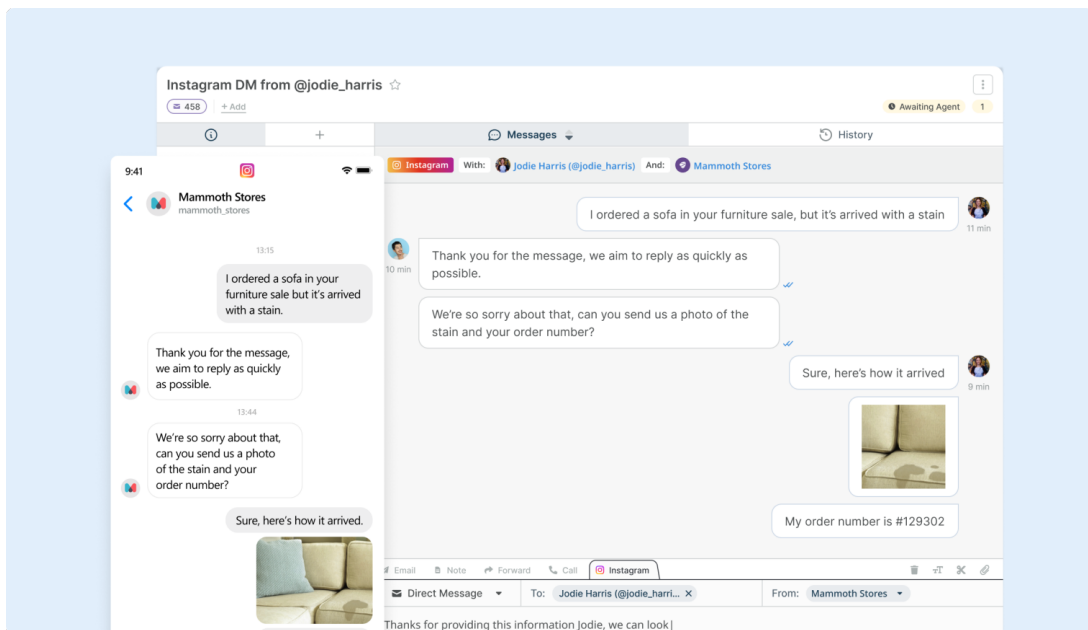 Instagram DM from @jodie_harris
458
+ Add
Awaiting Agent
1
Messages
History
Instagram
With:
Jodie Harris (@jodie_harris)
And:
Mammoth Stores
I ordered a sofa in your furniture sale, but it's arrived with a stain
11 min
10 min
Thank you for the message, we aim to reply as quickly as
possible.
We're so sorry about that, can you send us a photo of the
stain and your order number?
Sure, here's how it arrived
9 min
My order number is #129302
Email
Note
Forward
Call
Instagram
Direct Message
To:
Jodie Harris (@jodie_harri...
From:
Mammoth Stores
Thanks for providing this information Jodie, we can look
9:41
Mammoth Stores
mammoth_stores
13:15
I ordered a sofa in your
furniture sale but it's arrived
with a stain.
Thank you for the message,
we aim to reply as quickly
as possible.
13:44
We're so sorry about that,
can you send us a photo
of the stain and your
order number?
Sure, here's how it arrived.